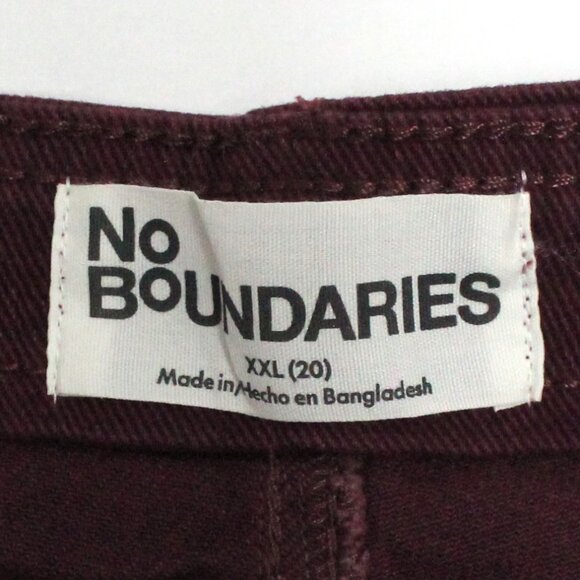 No
BoUNDARIES
XXL (20)
Made in/Hecho en Bangladesh